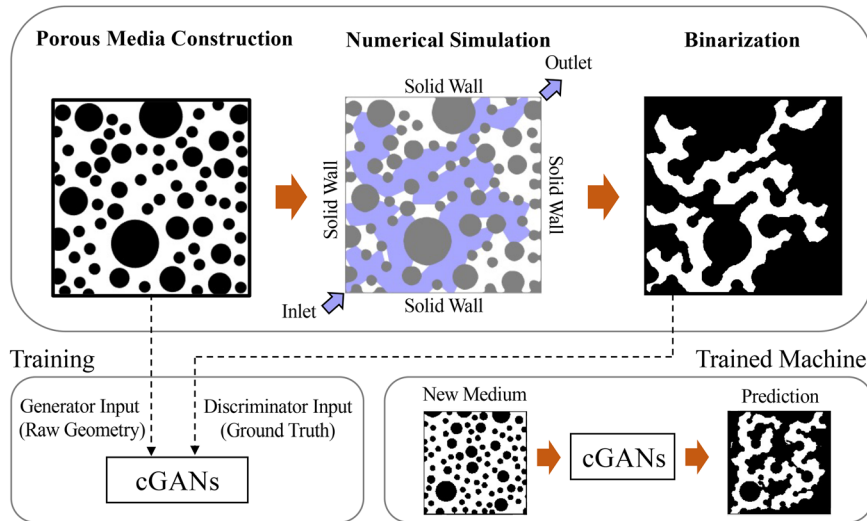 Porous Media Construction
Numerical Simulation
Binarization
Outlet
Solid Wall
Solid Wall
Solid Wall
Inlet
Solid Wall
Training
Trained Machine
Generator Input
(Raw Geometry)
Discriminator Input
(Ground Truth)
cGANs
New Medium
Prediction
cGANs